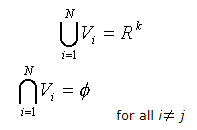 ⋃_{i=1}^{N} V_i = R^k
⋂_{i=1}^{N} V_i = ϕ
for all i ≠ j